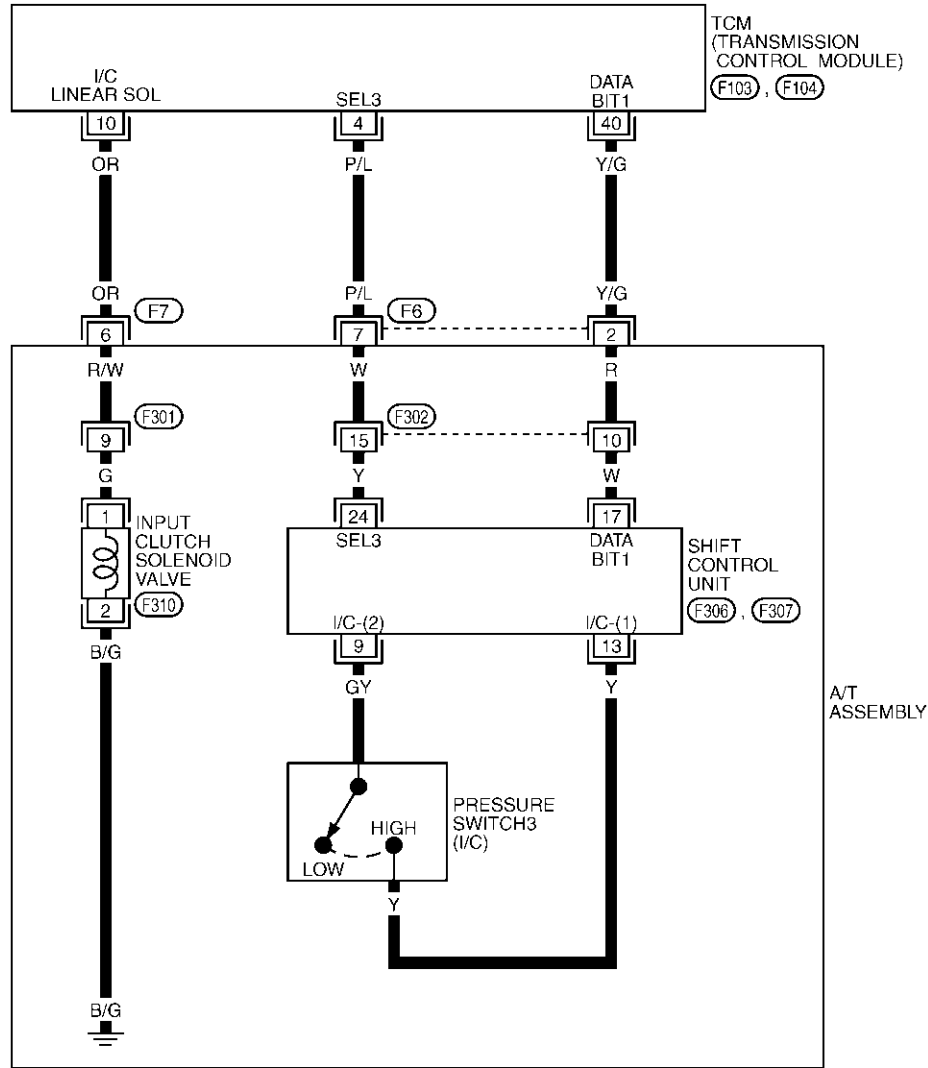 TCM
(TRANSMISSION
CONTROL MODULE)
F103 , F104
I/C
LINEAR SOL
SEL3
DATA
BIT1
10
4
40
OR
P/L
Y/G
OR
P/L
Y/G
F7
F6
6
7
2
R/W
W
R
F301
F302
9
15
10
G
Y
W
1
24
17
INPUT
CLUTCH
SOLENOID
VALVE
F310
2
SEL3
DATA
BIT1
SHIFT
CONTROL
UNIT
F306 , F307
I/C-(2)
I/C-(1)
9
13
B/G
GY
Y
A/T
ASSEMBLY
PRESSURE
SWITCH3
(I/C)
HIGH
LOW
Y
B/G